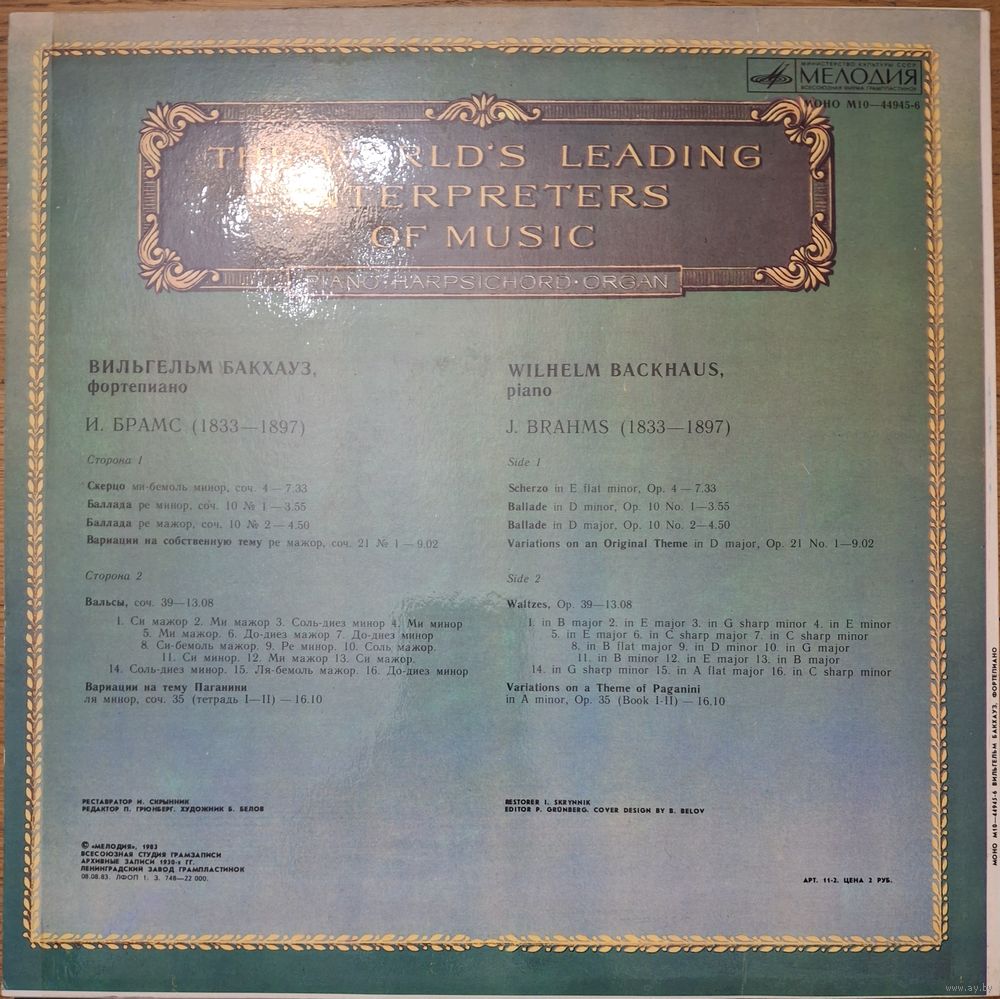 МИНИСТЕРСТВО КУЛЬТУРЫ СССР
МЕЛОДИЯ
ВСЕСОЮЗНАЯ ФИРМА ГРАМПЛАСТИНОК
МОНО М10—44945-6
THE WORLD'S LEADING
INTERPRETERS
OF MUSIC
PIANO·HARPSICHORD·ORGAN
ВИЛЬГЕЛЬМ БАКХАУЗ,
фортепиано
И. БРАМС (1833—1897)
Сторона 1
Скерцо ми-бемоль минор, соч. 4—7.33
Баллада ре минор, соч. 10 № 1—3.55
Баллада ре мажор, соч. 10 № 2—4.50
Вариации на собственную тему ре мажор, соч. 21 № 1—9.02
Сторона 2
Вальсы, соч. 39—13.08
1. Си мажор 2. Ми мажор 3. Соль-диез минор 4. Ми минор
5. Ми мажор. 6. До-диез мажор 7. До-диез минор
8. Си-бемоль мажор. 9. Ре минор. 10. Соль мажор.
11. Си минор. 12. Ми мажор 13. Си мажор.
14. Соль-диез минор. 15. Ля-бемоль мажор. 16. До-диез минор
Вариации на тему Паганини
ля минор, соч. 35 (тетрадь I—II) — 16.10
WILHELM BACKHAUS,
piano
J. BRAHMS (1833—1897)
Side 1
Scherzo in E flat minor, Op. 4—7.33
Ballade in D minor, Op. 10 No. 1—3.55
Ballade in D major, Op. 10 No. 2—4.50
Variations on an Original Theme in D major, Op. 21 No. 1—9.02
Side 2
Waltzes, Op. 39—13.08
1. in B major 2. in E major 3. in G sharp minor 4. in E minor
5. in E major 6. in C sharp major 7. in C sharp minor
8. in B flat major 9. in D minor 10. in G major
11. in B minor 12. in E major 13. in B major
14. in G sharp minor 15. in A flat major 16. in C sharp minor
Variations on a Theme of Paganini
in A minor, Op. 35 (Book I-II) — 16.10
РЕСТАВРАТОР И. СКРЫННИК
РЕДАКТОР П. ГРЮНБЕРГ. ХУДОЖНИК Б. БЕЛОВ
RESTORER I. SKRYNNIK
EDITOR P. GRÜNBERG. COVER DESIGN BY B. BELOV
© «МЕЛОДИЯ», 1983
ВСЕСОЮЗНАЯ СТУДИЯ ГРАМЗАПИСИ
АРХИВНЫЕ ЗАПИСИ 1930-х ГГ.
ЛЕНИНГРАДСКИЙ ЗАВОД ГРАМПЛАСТИНОК
08.08.83. ЛФОП 1. З. 748—22 000.
АРТ. 11-2. ЦЕНА 2 РУБ.
МОНО М10—44945-6 ВИЛЬГЕЛЬМ БАКХАУЗ, ФОРТЕПИАНО
www.ay.by